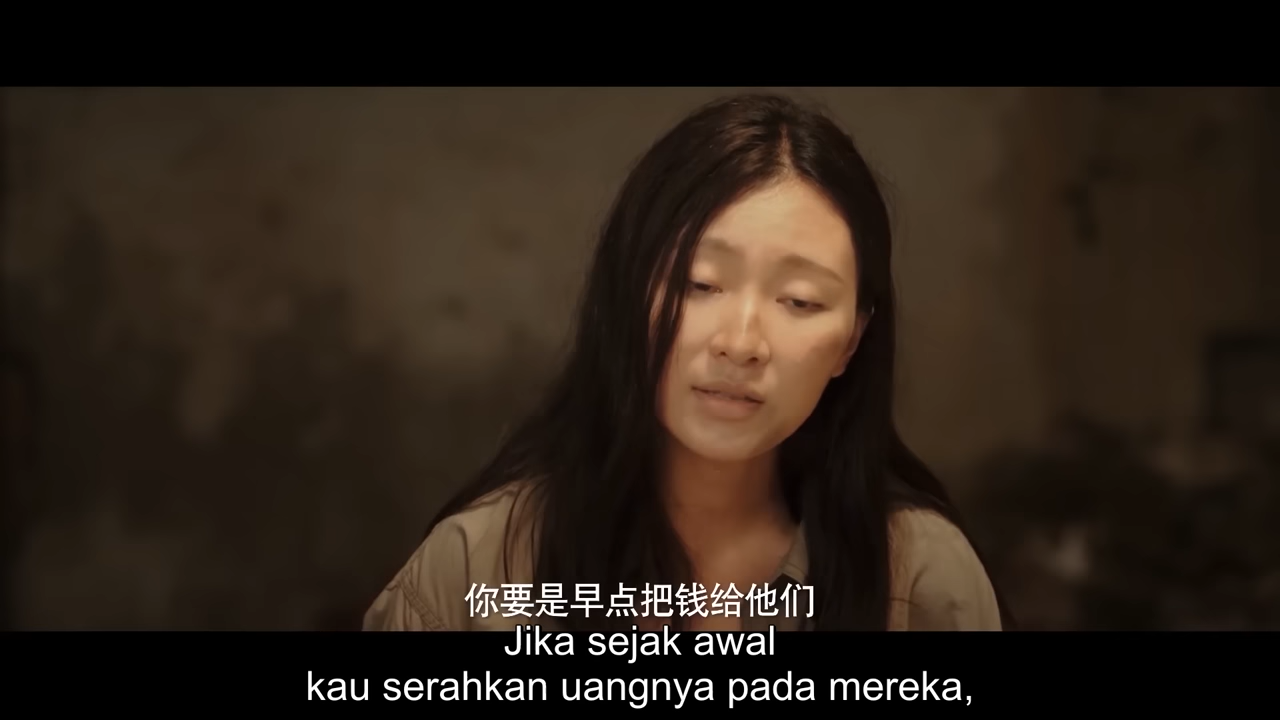 你要是早点把钱给他们
Jika sejak awal
kau serahkan uangnya pada mereka,